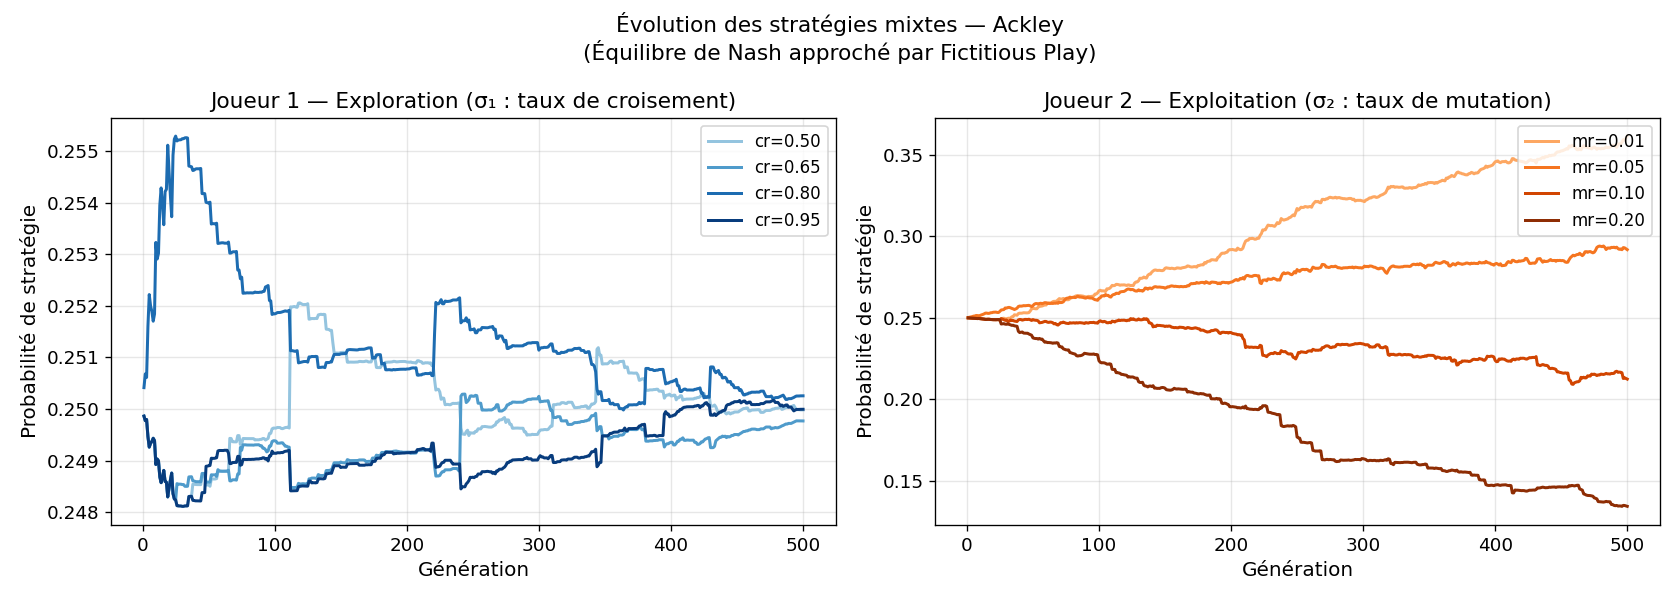 Évolution des stratégies mixtes — Ackley
(Équilibre de Nash approché par Fictitious Play)
Joueur 1 — Exploration (σ₁ : taux de croisement)
Probabilité de stratégie
0.255
0.254
0.253
0.252
0.251
0.250
0.249
0.248
cr=0.50
cr=0.65
cr=0.80
cr=0.95
0 100 200 300 400 500
Génération
Joueur 2 — Exploitation (σ₂ : taux de mutation)
Probabilité de stratégie
0.35
0.30
0.25
0.20
0.15
mr=0.01
mr=0.05
mr=0.10
mr=0.20
0 100 200 300 400 500
Génération